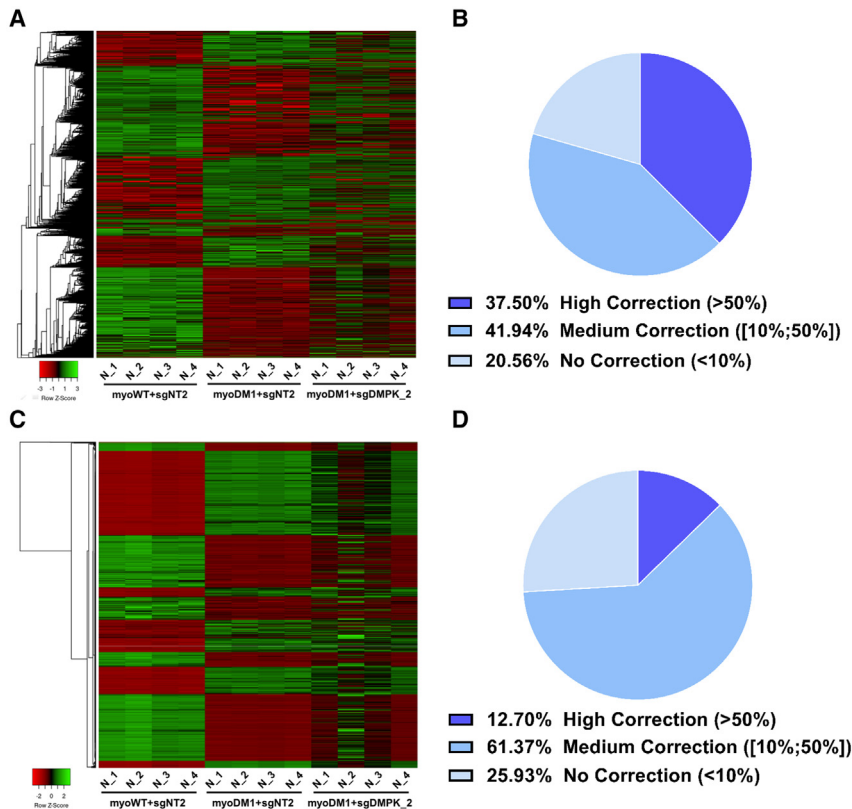 A
B
37.50% High Correction (>50%)
41.94% Medium Correction ([10%;50%])
20.56% No Correction (<10%)
N_1 N_2 N_3 N_4 N_1 N_2 N_3 N_4 N_1 N_2 N_3 N_4
-3 -1 1 3
Row Z-Score
myoWT+sgNT2 myoDM1+sgNT2 myoDM1+sgDMPK_2
C
D
12.70% High Correction (>50%)
61.37% Medium Correction ([10%;50%])
25.93% No Correction (<10%)
N_1 N_2 N_3 N_4 N_1 N_2 N_3 N_4 N_1 N_2 N_3 N_4
-2 0 2
Row Z-Score
myoWT+sgNT2 myoDM1+sgNT2 myoDM1+sgDMPK_2